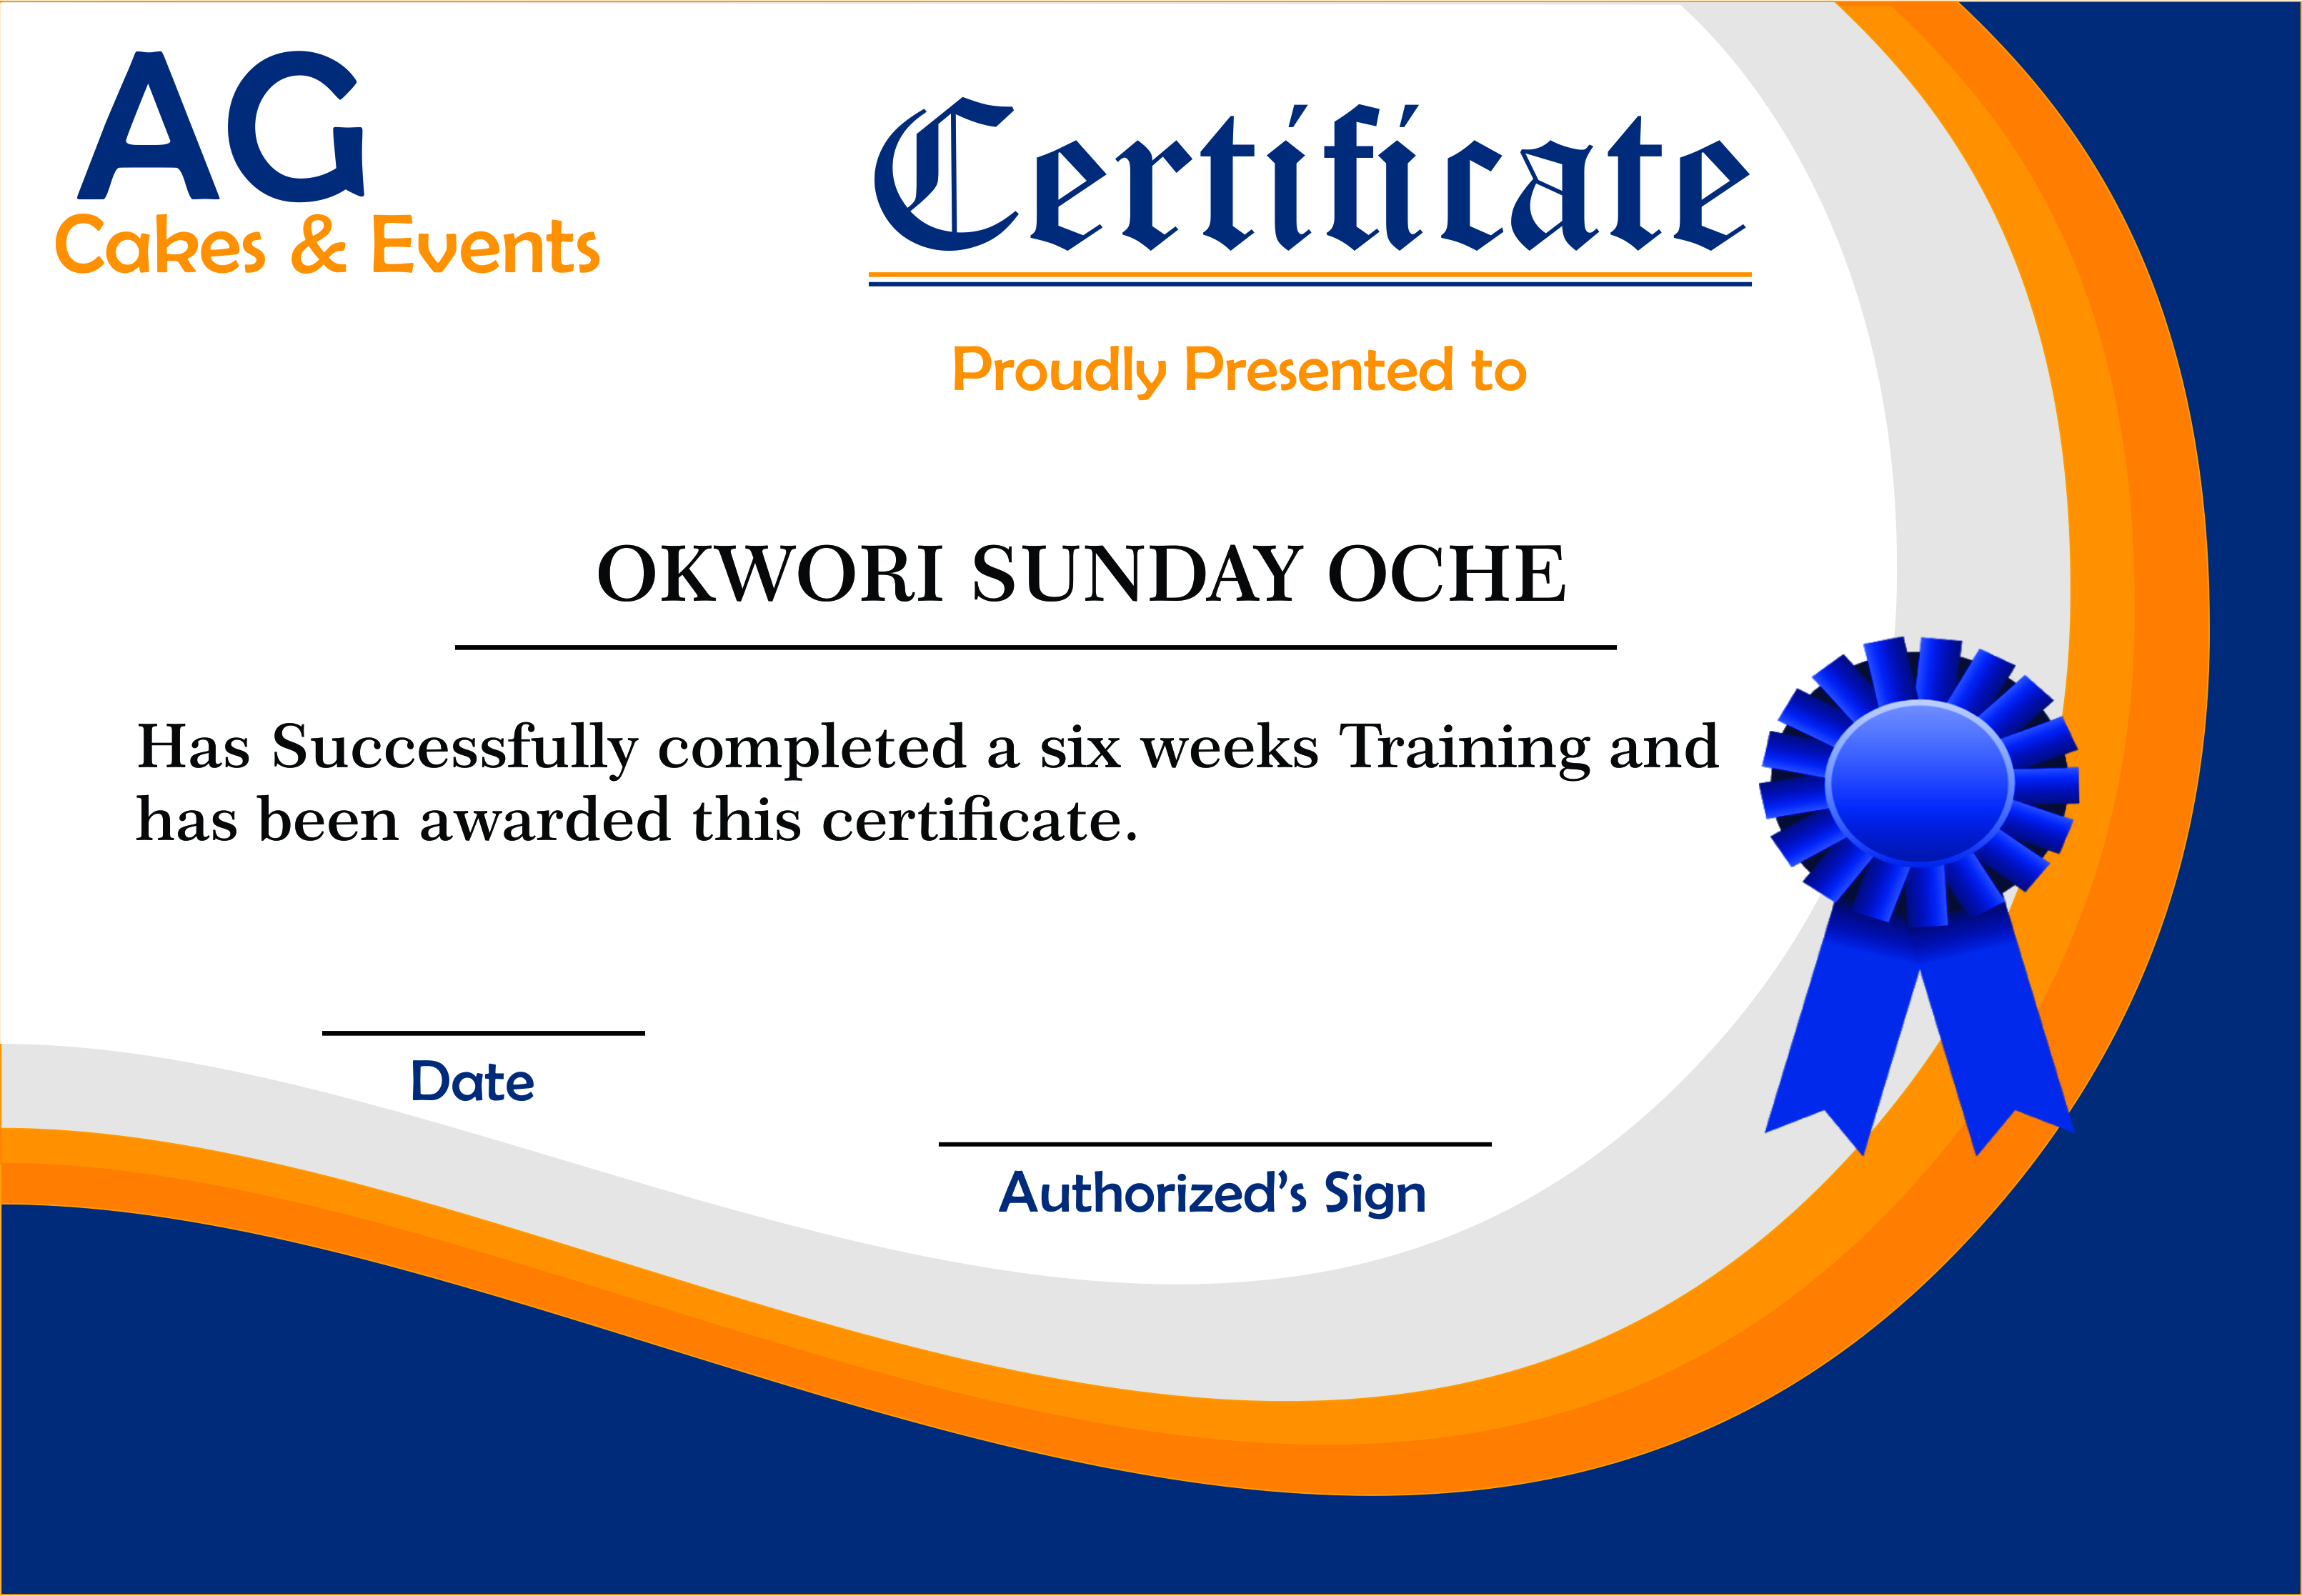 AG
Cakes & Events
Certificate
Proudly Presented to
OKWORI SUNDAY OCHE
Has Successfully completed a six weeks Training and
has been awarded this certificate.
Date
Authorized’s Sign